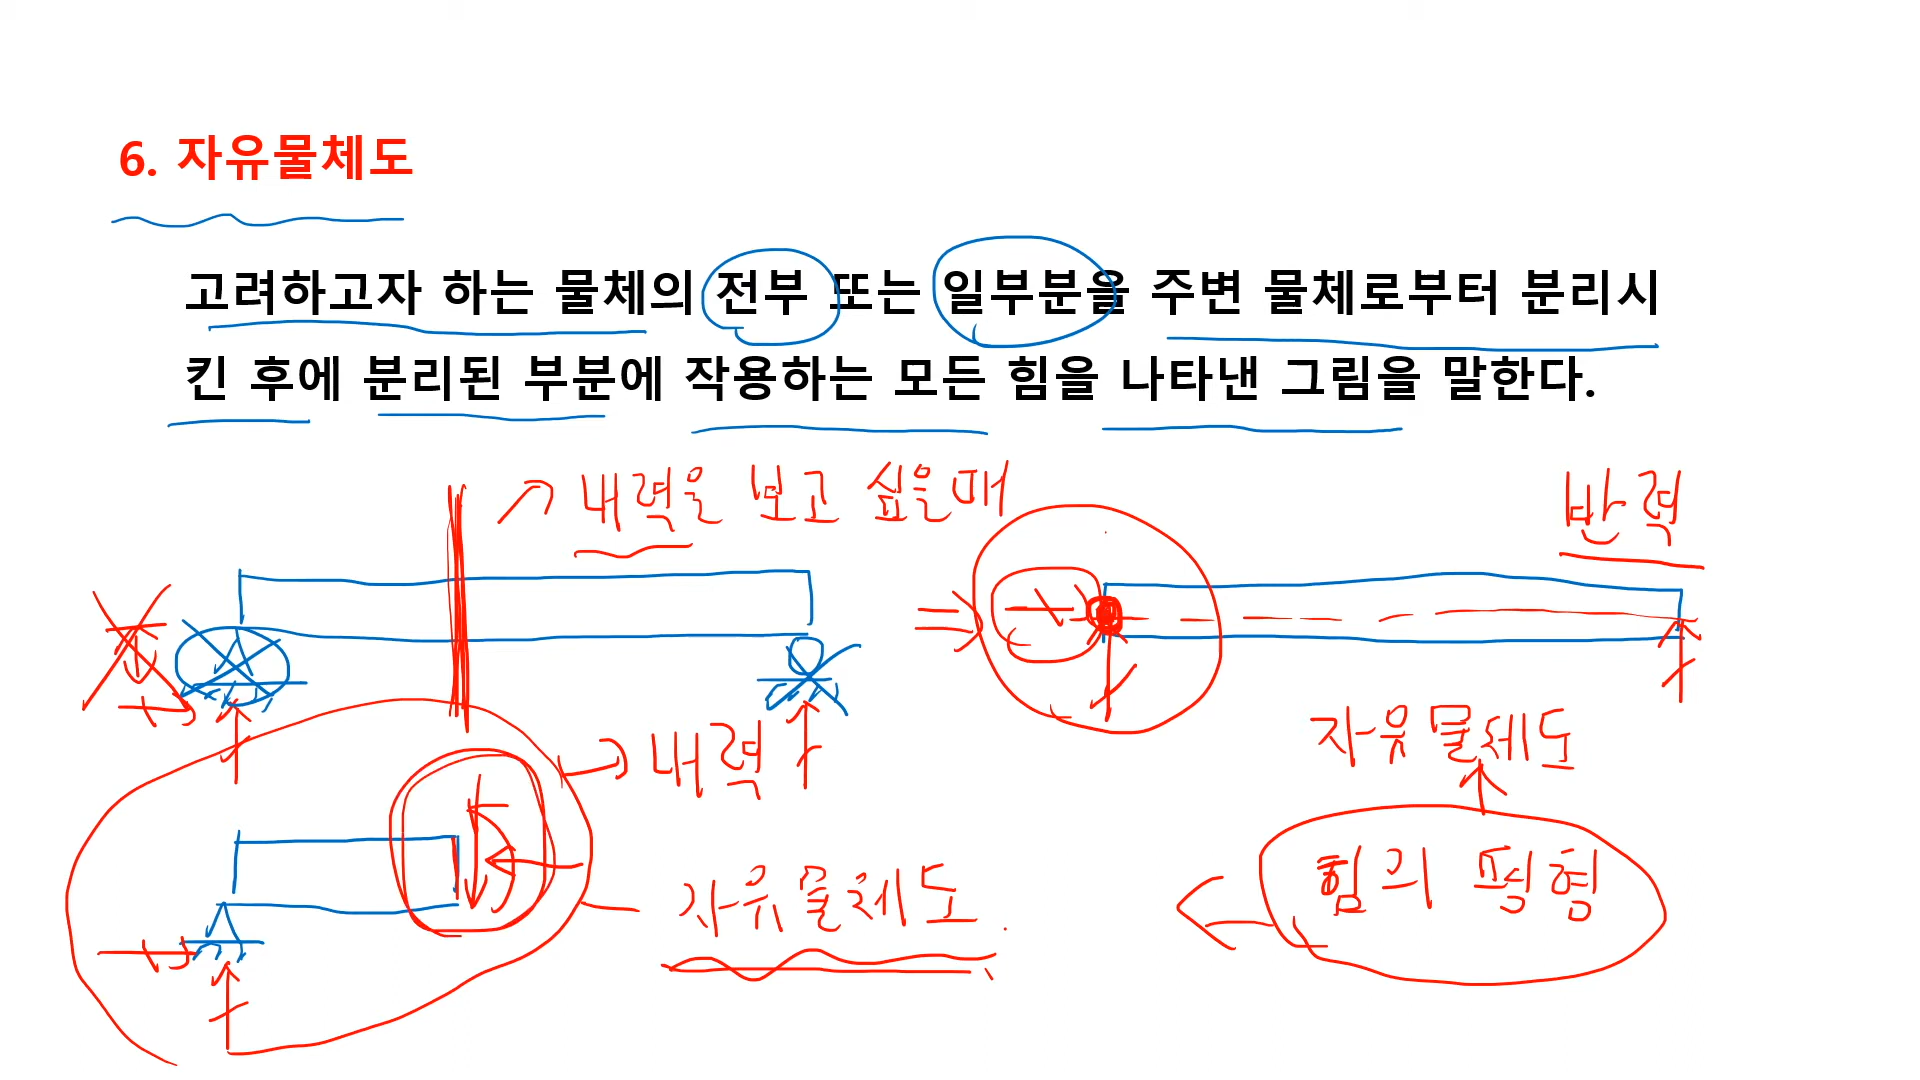 6. 자유물체도
고려하고자 하는 물체의 전부 또는 일부분을 주변 물체로부터 분리시
킨 후에 분리된 부분에 작용하는 모든 힘을 나타낸 그림을 말한다.
내력을 보고 싶을때
반력
내력
자유물체도
자유물체도
힘의 평형